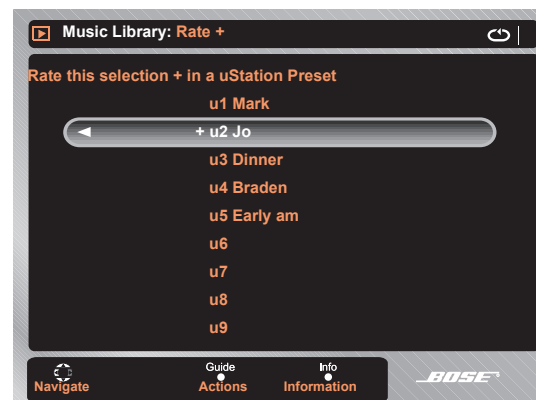 Music Library: Rate +
Rate this selection + in a uStation Preset
u1 Mark
+ u2 Jo
u3 Dinner
u4 Braden
u5 Early am
u6
u7
u8
u9
Guide Info
Navigate Actions Information
BOSE